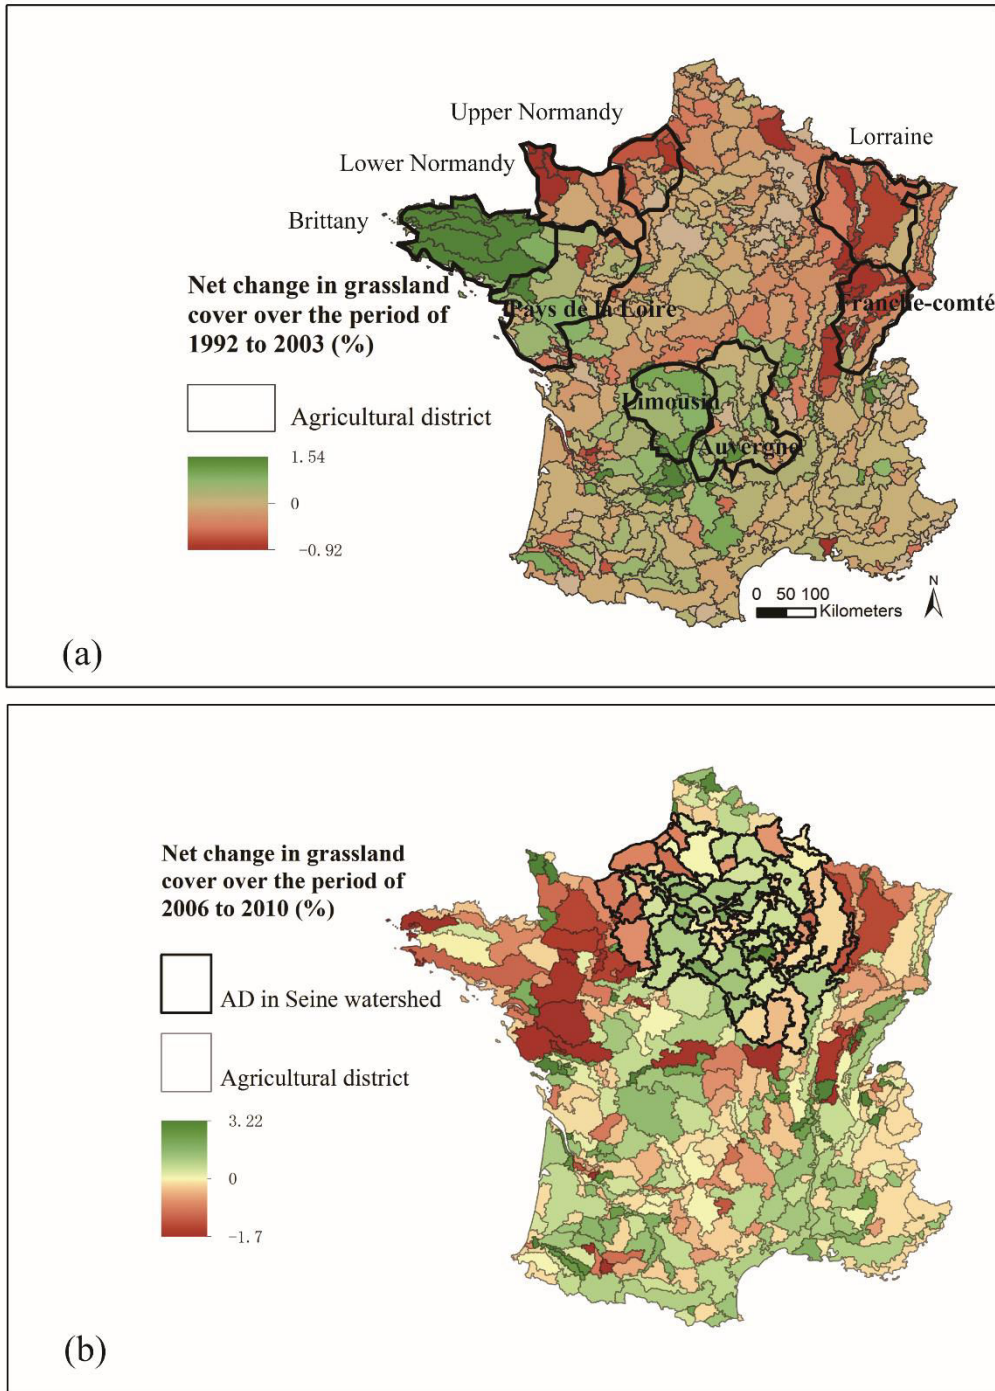 Upper Normandy
Lorraine
Lower Normandy
Brittany
Net change in grassland
cover over the period of
1992 to 2003 (%)
Pays de la Loire
Franche-comté
Agricultural district
Limousin
Auvergne
1.54
0
-0.92
N
0 50 100
Kilometers
(a)
Net change in grassland
cover over the period of
2006 to 2010 (%)
AD in Seine watershed
Agricultural district
3.22
0
-1.7
(b)